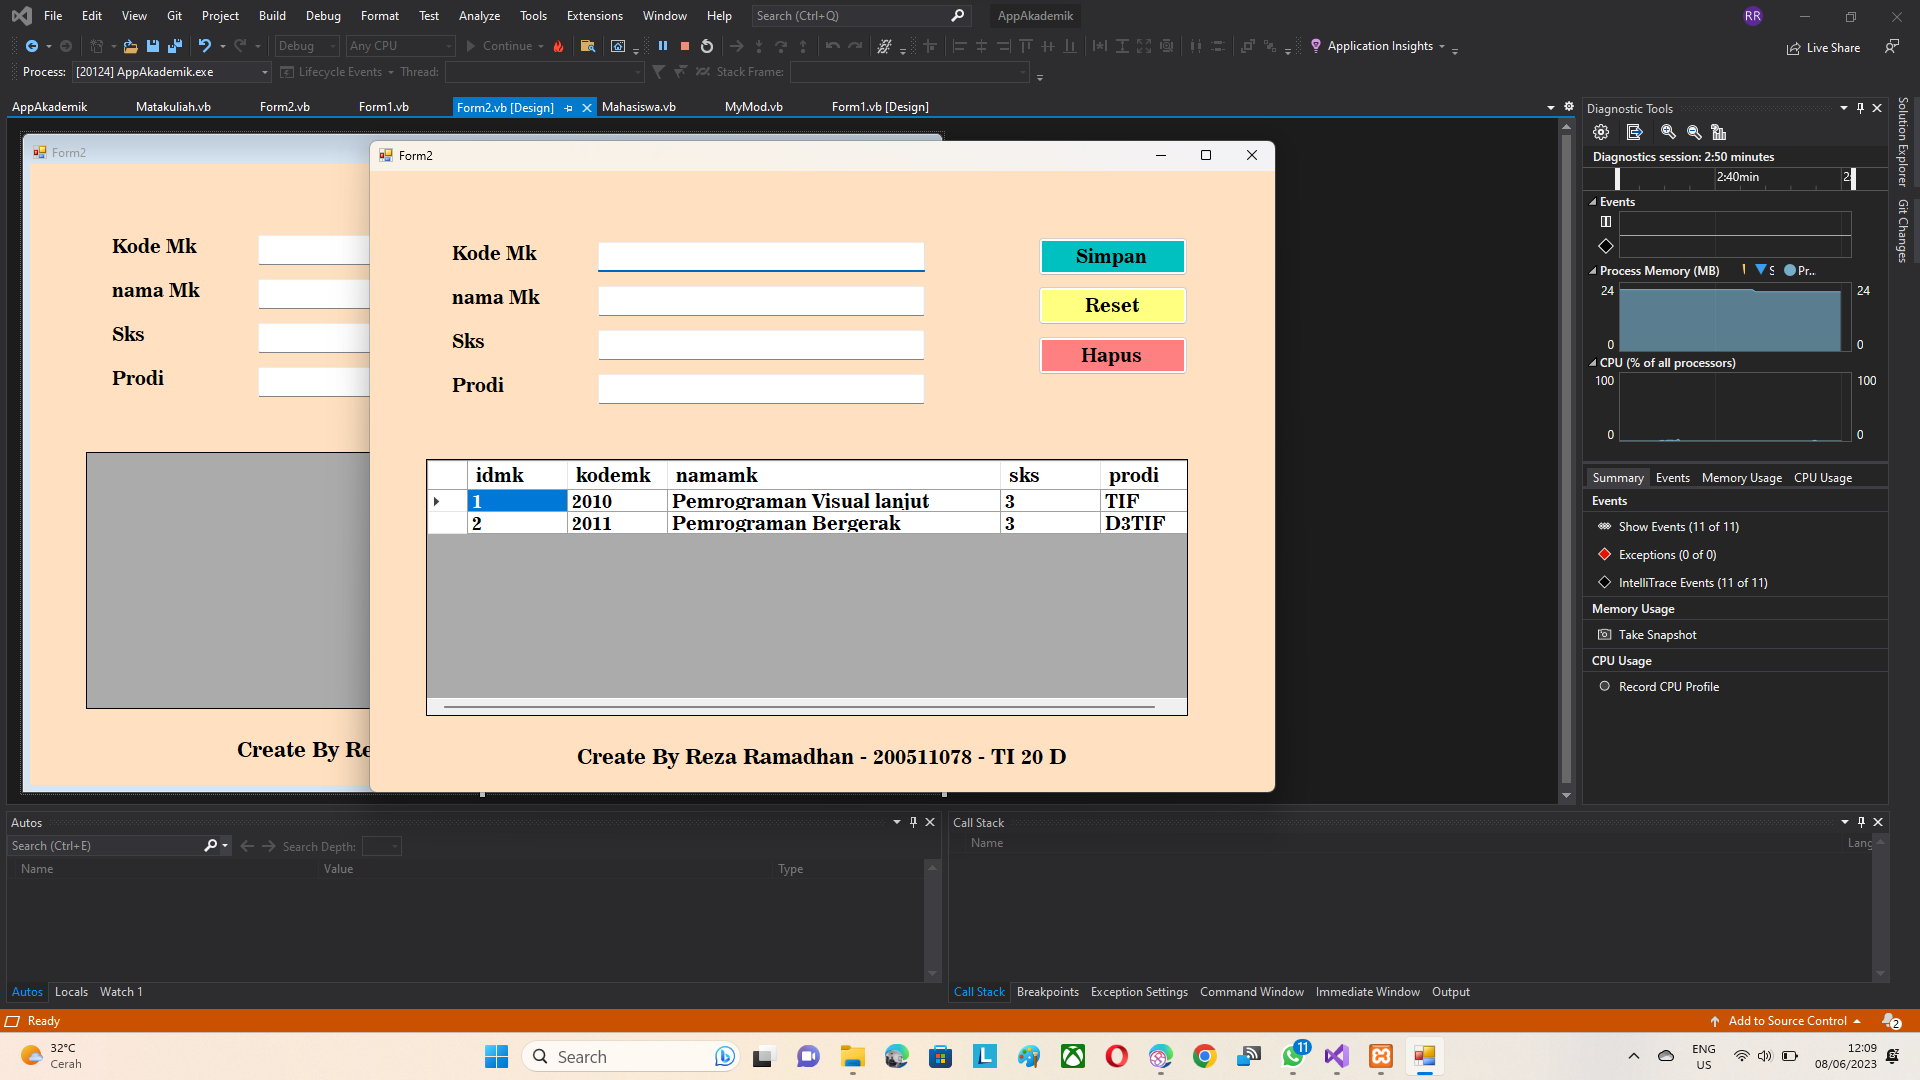 File Edit View Git Project Build Debug Format Test Analyze Tools Extensions Window Help Search (Ctrl+Q) AppAkademik RR
Debug Any CPU Continue Application Insights Live Share
Process: [20124] AppAkademik.exe Lifecycle Events Thread: Stack Frame:
AppAkademik Matakuliah.vb Form2.vb Form1.vb Form2.vb [Design] Mahasiswa.vb MyMod.vb Form1.vb [Design]
Form2
Kode Mk
nama Mk
Sks
Prodi
Create By Re
Form2
Kode Mk
nama Mk
Sks
Prodi
Simpan
Reset
Hapus
idmk kodemk namamk sks prodi
1 2010 Pemrograman Visual lanjut 3 TIF
2 2011 Pemrograman Bergerak 3 D3TIF
Create By Reza Ramadhan - 200511078 - TI 20 D
Diagnostic Tools
Diagnostics session: 2:50 minutes
2:40min
Events
Process Memory (MB) S Pr...
24 24
0 0
CPU (% of all processors)
100 100
0 0
Summary Events Memory Usage CPU Usage
Events
Show Events (11 of 11)
Exceptions (0 of 0)
IntelliTrace Events (11 of 11)
Memory Usage
Take Snapshot
CPU Usage
Record CPU Profile
Solution Explorer
Git Changes
Autos
Search (Ctrl+E) Search Depth:
Name Value Type
Autos Locals Watch 1
Call Stack
Name Lang
Call Stack Breakpoints Exception Settings Command Window Immediate Window Output
Ready Add to Source Control 2
32°C
Cerah
Search
11
ENG
US
12:09
08/06/2023